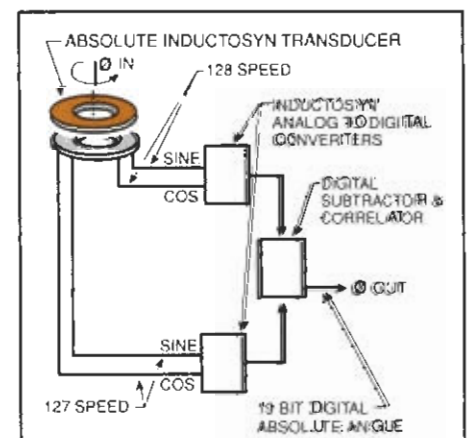 ABSOLUTE INDUCTOSYN TRANSDUCER
Ø IN
128 SPEED
INDUCTOSYN
ANALOG TO DIGITAL
CONVERTERS
SINE
COS
DIGITAL
SUBTRACTOR &
CORRELATOR
Ø OUT
SINE
COS
127 SPEED
19 BIT DIGITAL
ABSOLUTE ANGLE